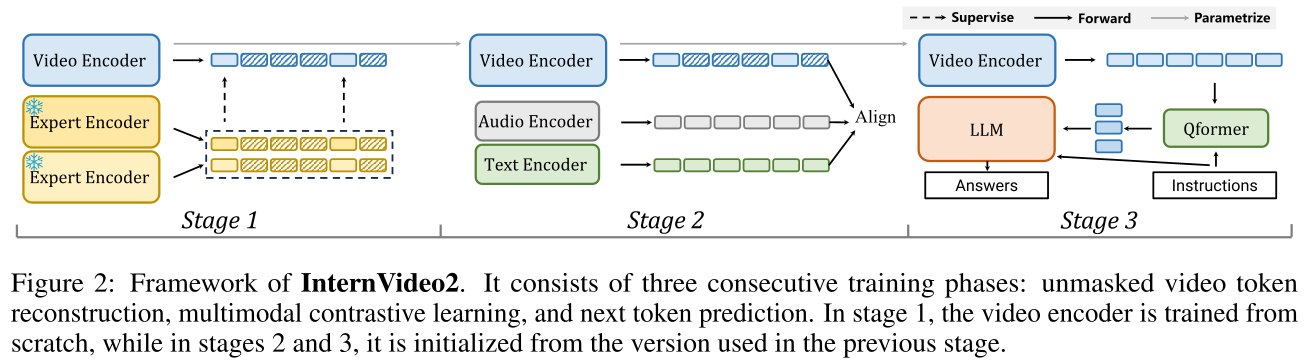 Supervise Forward Parametrize
Video Encoder
Expert Encoder
Expert Encoder
Stage 1
Video Encoder
Audio Encoder
Text Encoder
Align
Stage 2
Video Encoder
LLM
Qformer
Answers
Instructions
Stage 3
Figure 2: Framework of InternVideo2. It consists of three consecutive training phases: unmasked video token
reconstruction, multimodal contrastive learning, and next token prediction. In stage 1, the video encoder is trained from
scratch, while in stages 2 and 3, it is initialized from the version used in the previous stage.